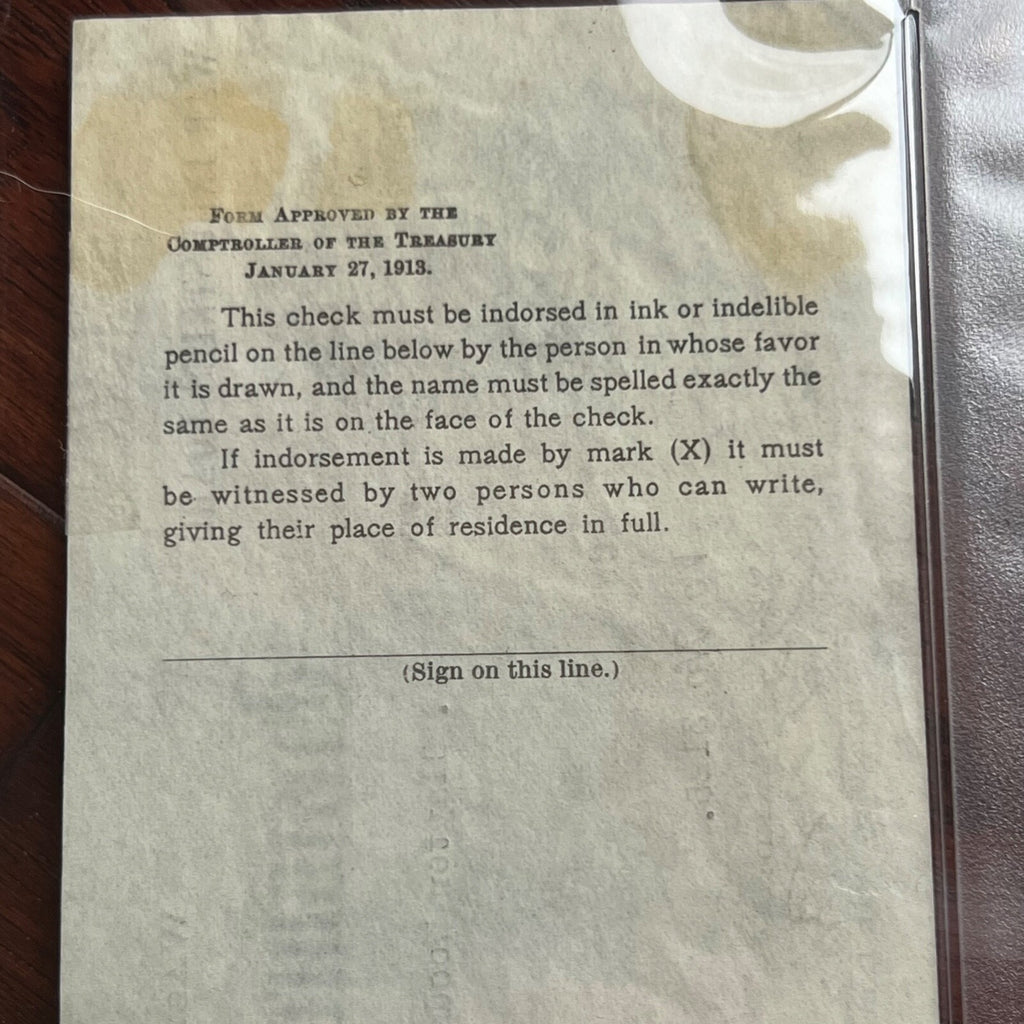 FORM APPROVED BY THE
COMPTROLLER OF THE TREASURY
JANUARY 27, 1913.
This check must be indorsed in ink or indelible
pencil on the line below by the person in whose favor
it is drawn, and the name must be spelled exactly the
same as it is on the face of the check.
If indorsement is made by mark (X) it must
be witnessed by two persons who can write,
giving their place of residence in full.
(Sign on this line.)